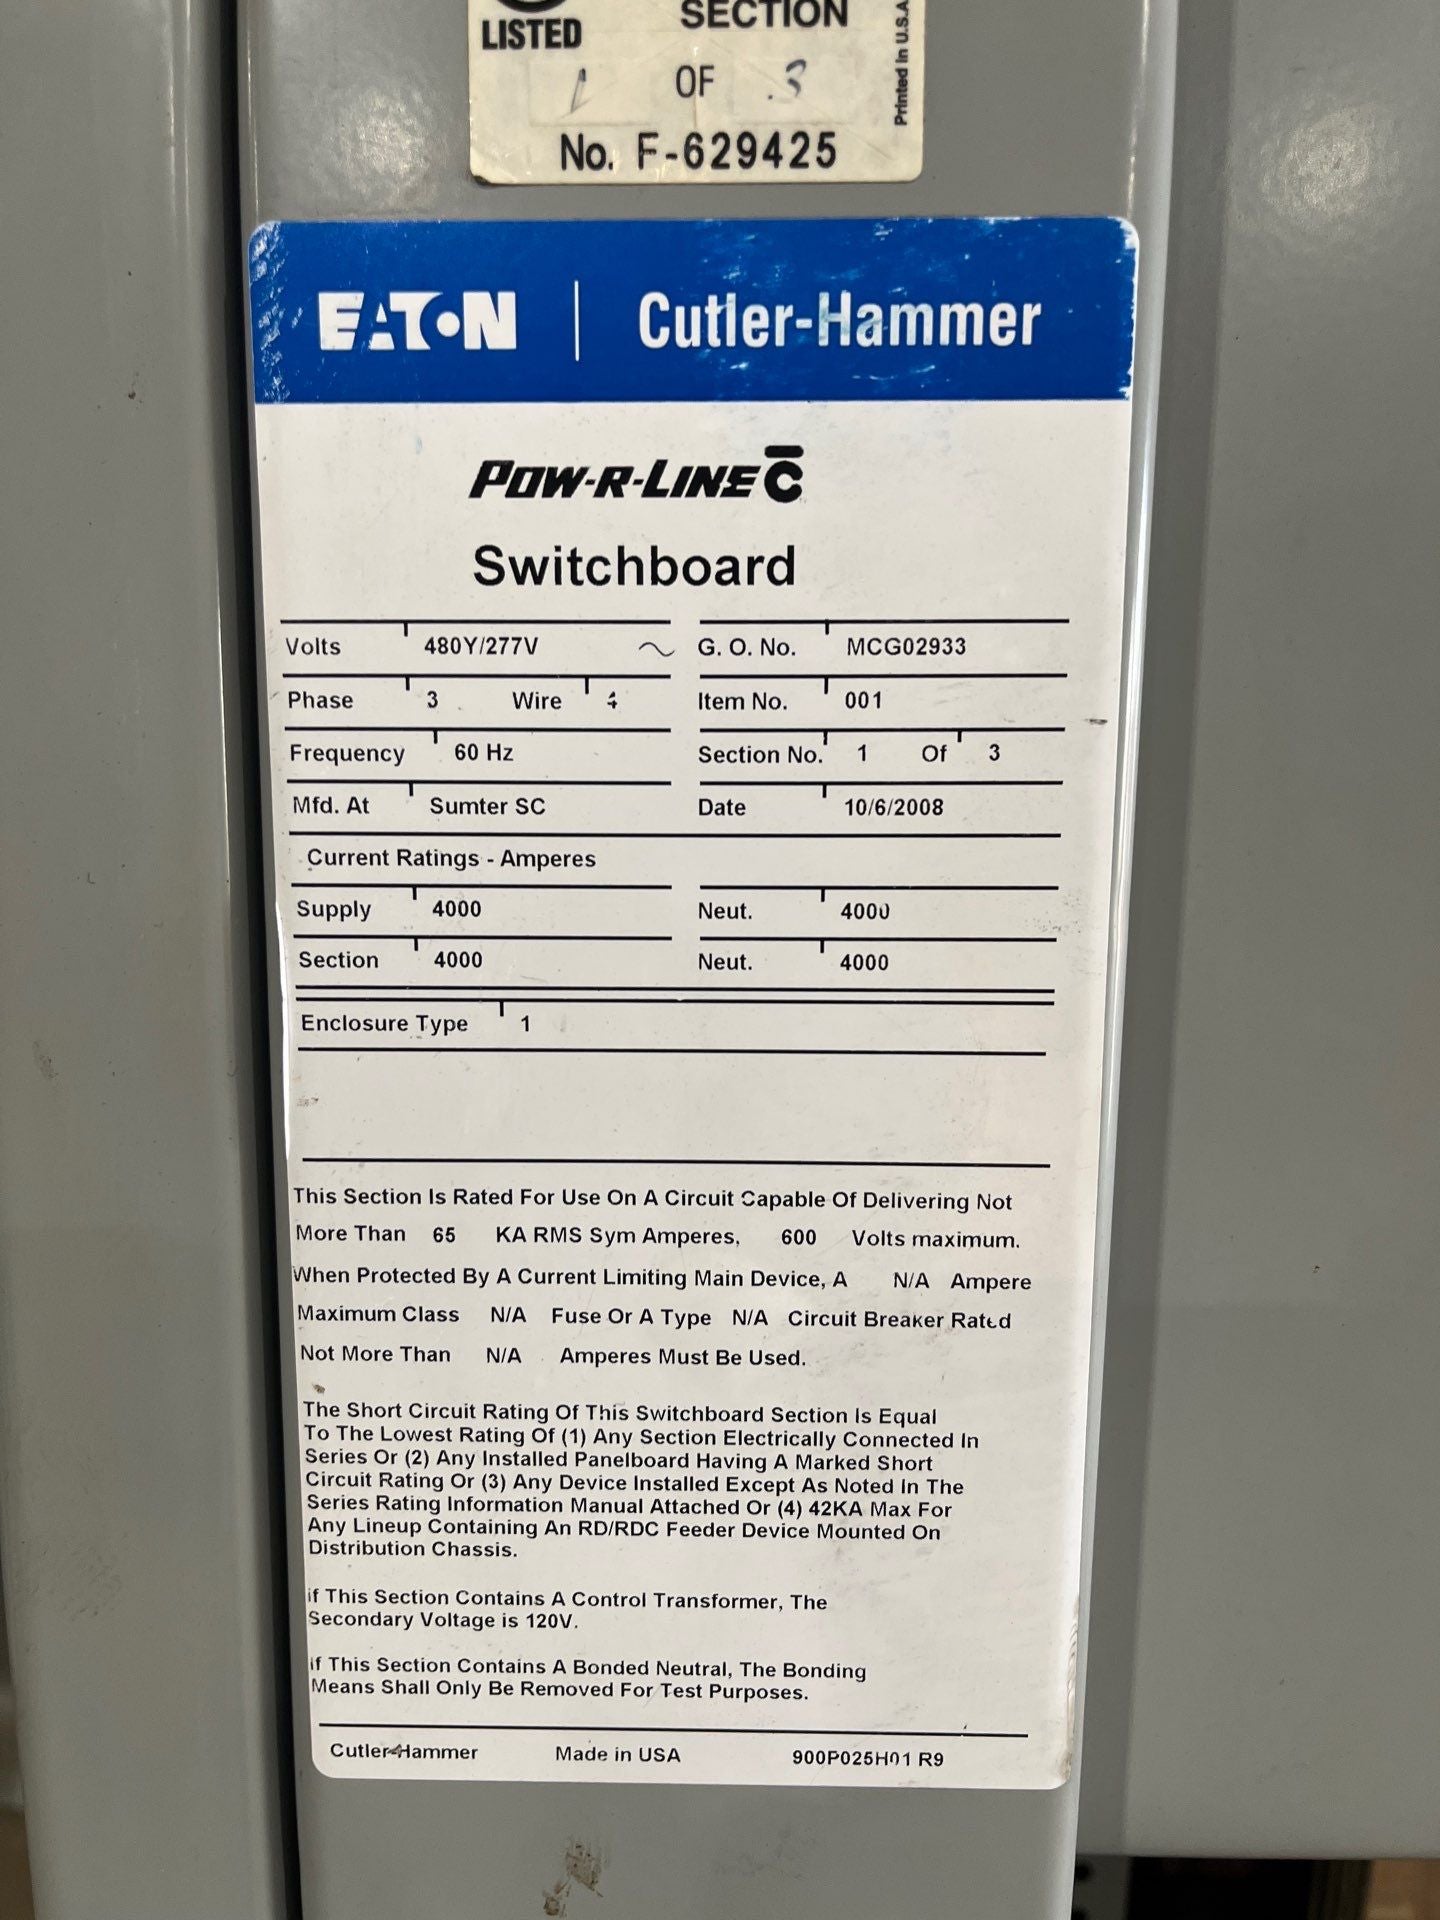 LISTED
SECTION
1 OF 3
No. F-629425
Printed in U.S.A.
EATON | Cutler-Hammer
POW-R-LINE C
Switchboard
Volts 480Y/277V ~ G. O. No. MCG02933
Phase 3 Wire 4 Item No. 001
Frequency 60 Hz Section No. 1 Of 3
Mfd. At Sumter SC Date 10/6/2008
Current Ratings - Amperes
Supply 4000 Neut. 4000
Section 4000 Neut. 4000
Enclosure Type 1
This Section Is Rated For Use On A Circuit Capable Of Delivering Not
More Than 65 KA RMS Sym Amperes, 600 Volts maximum.
When Protected By A Current Limiting Main Device, A N/A Ampere
Maximum Class N/A Fuse Or A Type N/A Circuit Breaker Rated
Not More Than N/A Amperes Must Be Used.
The Short Circuit Rating Of This Switchboard Section Is Equal
To The Lowest Rating Of (1) Any Section Electrically Connected In
Series Or (2) Any Installed Panelboard Having A Marked Short
Circuit Rating Or (3) Any Device Installed Except As Noted In The
Series Rating Information Manual Attached Or (4) 42KA Max For
Any Lineup Containing An RD/RDC Feeder Device Mounted On
Distribution Chassis.
if This Section Contains A Control Transformer, The
Secondary Voltage is 120V.
if This Section Contains A Bonded Neutral, The Bonding
Means Shall Only Be Removed For Test Purposes.
Cutler-Hammer Made in USA 900P025H01 R9